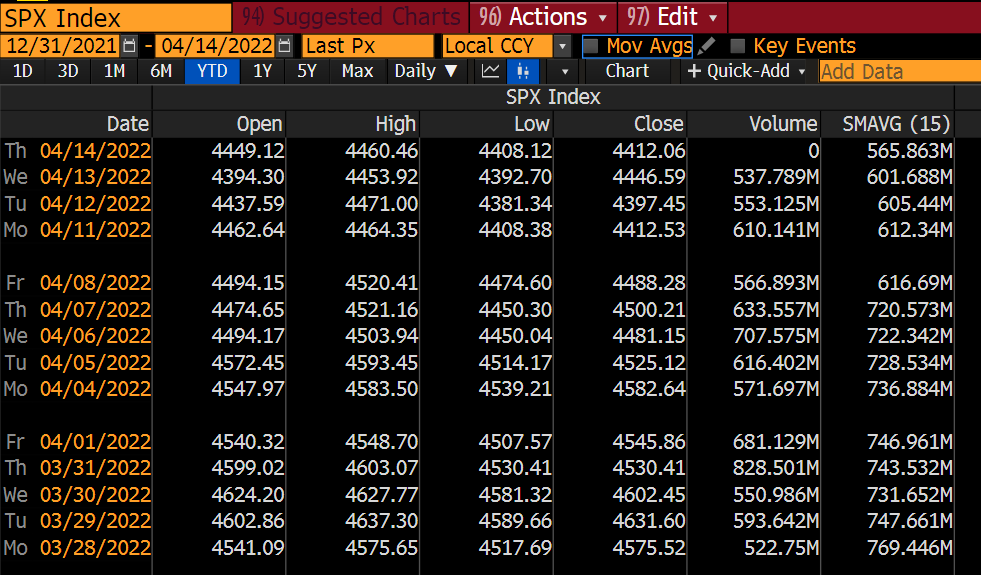 SPX Index 94) Suggested Charts 96) Actions 97) Edit
12/31/2021 - 04/14/2022 Last Px Local CCY Mov Avgs Key Events
1D 3D 1M 6M YTD 1Y 5Y Max Daily Chart + Quick-Add Add Data
SPX Index
Date Open High Low Close Volume SMAVG (15)
Th 04/14/2022 4449.12 4460.46 4408.12 4412.06 0 565.863M
We 04/13/2022 4394.30 4453.92 4392.70 4446.59 537.789M 601.688M
Tu 04/12/2022 4437.59 4471.00 4381.34 4397.45 553.125M 605.44M
Mo 04/11/2022 4462.64 4464.35 4408.38 4412.53 610.141M 612.34M
Fr 04/08/2022 4494.15 4520.41 4474.60 4488.28 566.893M 616.69M
Th 04/07/2022 4474.65 4521.16 4450.30 4500.21 633.557M 720.573M
We 04/06/2022 4494.17 4503.94 4450.04 4481.15 707.575M 722.342M
Tu 04/05/2022 4572.45 4593.45 4514.17 4525.12 616.402M 728.534M
Mo 04/04/2022 4547.97 4583.50 4539.21 4582.64 571.697M 736.884M
Fr 04/01/2022 4540.32 4548.70 4507.57 4545.86 681.129M 746.961M
Th 03/31/2022 4599.02 4603.07 4530.41 4530.41 828.501M 743.532M
We 03/30/2022 4624.20 4627.77 4581.32 4602.45 550.986M 731.652M
Tu 03/29/2022 4602.86 4637.30 4589.66 4631.60 593.642M 747.661M
Mo 03/28/2022 4541.09 4575.65 4517.69 4575.52 522.75M 769.446M